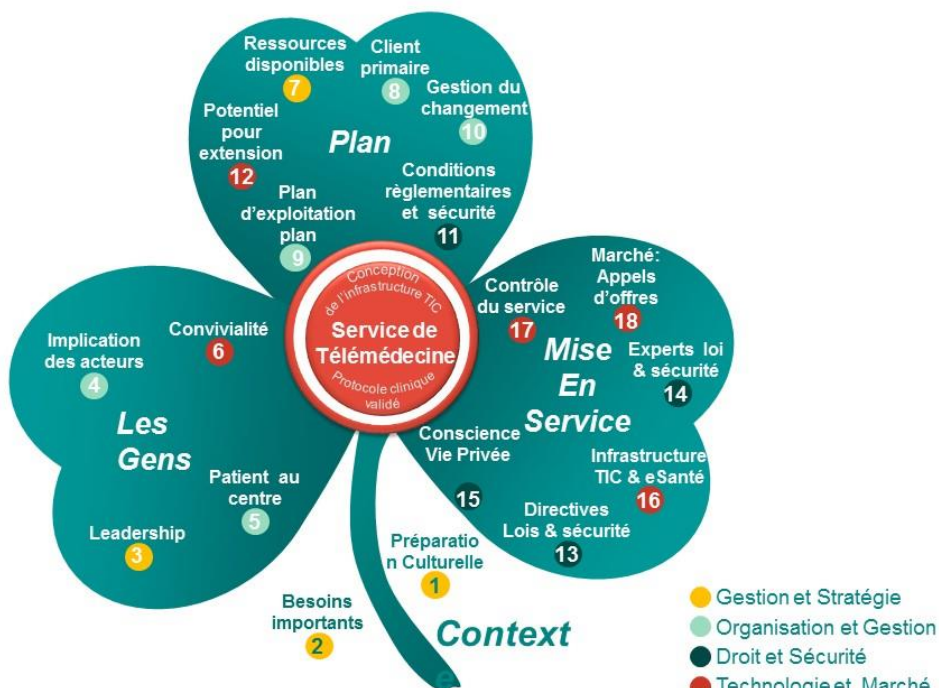 Ressources
disponibles
7
Client
primaire
8
Gestion du
changement
10
Potentiel
pour
extension
12
Plan
Conditions
règlementaires
et sécurité
11
Plan
d'exploitation
plan
9
Conception
de l'infrastructure TIC
Service de
Télémédecine
Protocole clinique
validé
Implication
des acteurs
4
Convivialité
6
Les
Gens
Patient au
centre
5
Leadership
3
Contrôle
du service
17
Marché:
Appels
d'offres
18
Mise
En
Service
Experts loi
& sécurité
14
Conscience
Vie Privée
15
Infrastructure
TIC & eSanté
16
Directives
Lois & sécurité
13
Préparatio
n Culturelle
1
Besoins
importants
2
Context
e
Gestion et Stratégie
Organisation et Gestion
Droit et Sécurité
Technologie et Marché